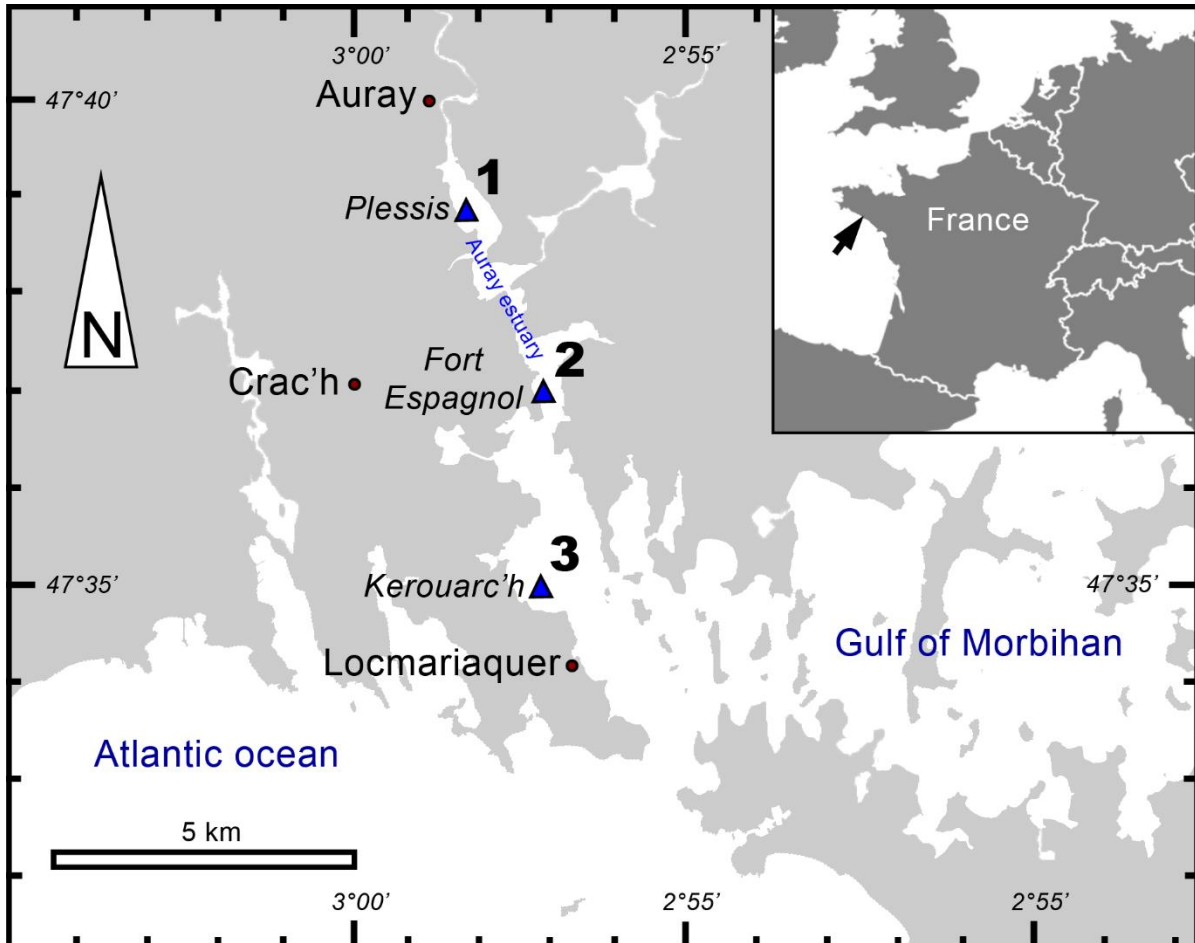 3°00’
2°55’
47°40’
Auray
1
Plessis
Auray estuary
France
N
Fort
Espagnol
2
Crac’h
3
Kerouarc’h
47°35’
47°35’
Locmariaquer
Gulf of Morbihan
Atlantic ocean
5 km
3°00’
2°55’
2°55’